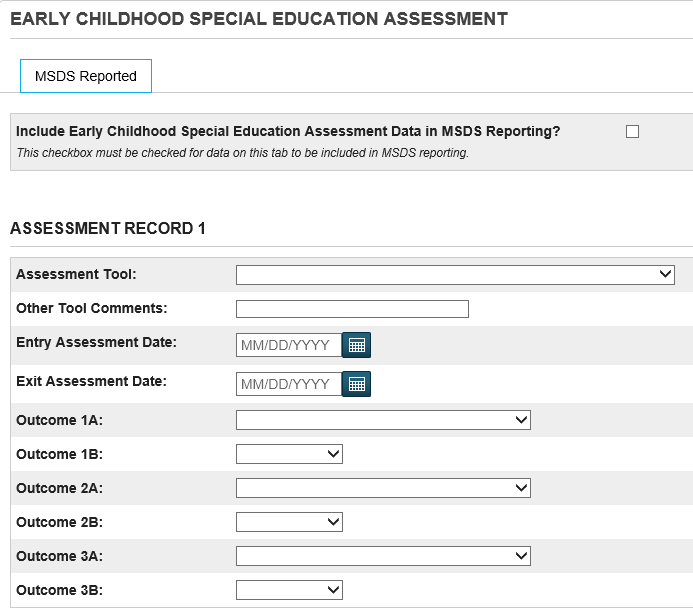 EARLY CHILDHOOD SPECIAL EDUCATION ASSESSMENT
MSDS Reported
Include Early Childhood Special Education Assessment Data in MSDS Reporting?
This checkbox must be checked for data on this tab to be included in MSDS reporting.
ASSESSMENT RECORD 1
Assessment Tool:
Other Tool Comments:
Entry Assessment Date: MM/DD/YYYY
Exit Assessment Date: MM/DD/YYYY
Outcome 1A:
Outcome 1B:
Outcome 2A:
Outcome 2B:
Outcome 3A:
Outcome 3B: